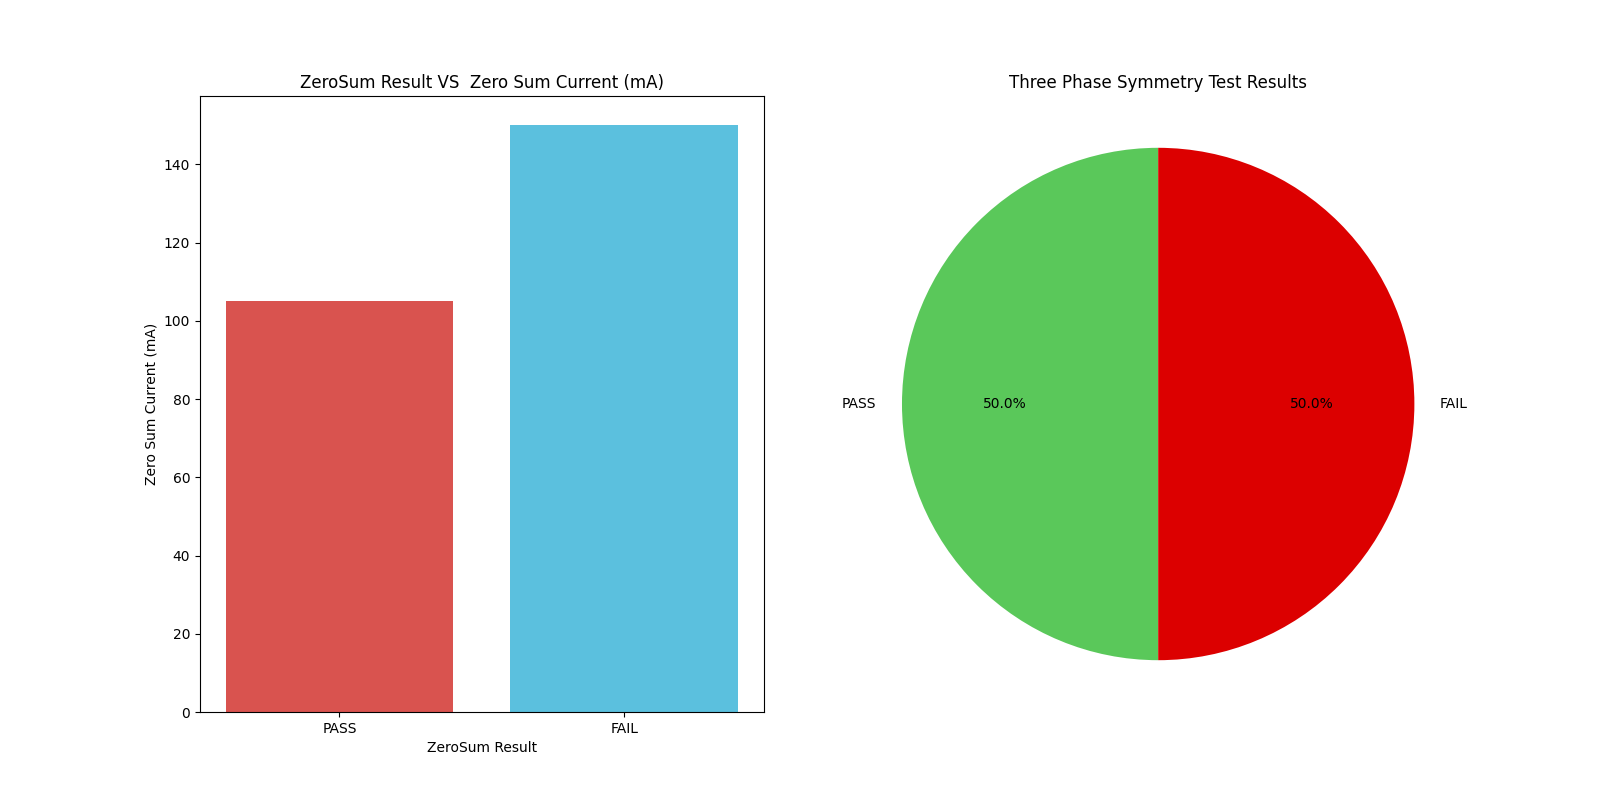 ZeroSum Result VS  Zero Sum Current (mA)
Zero Sum Current (mA)
140
120
100
80
60
40
20
0
PASS
FAIL
ZeroSum Result
Three Phase Symmetry Test Results
PASS
50.0%
50.0%
FAIL